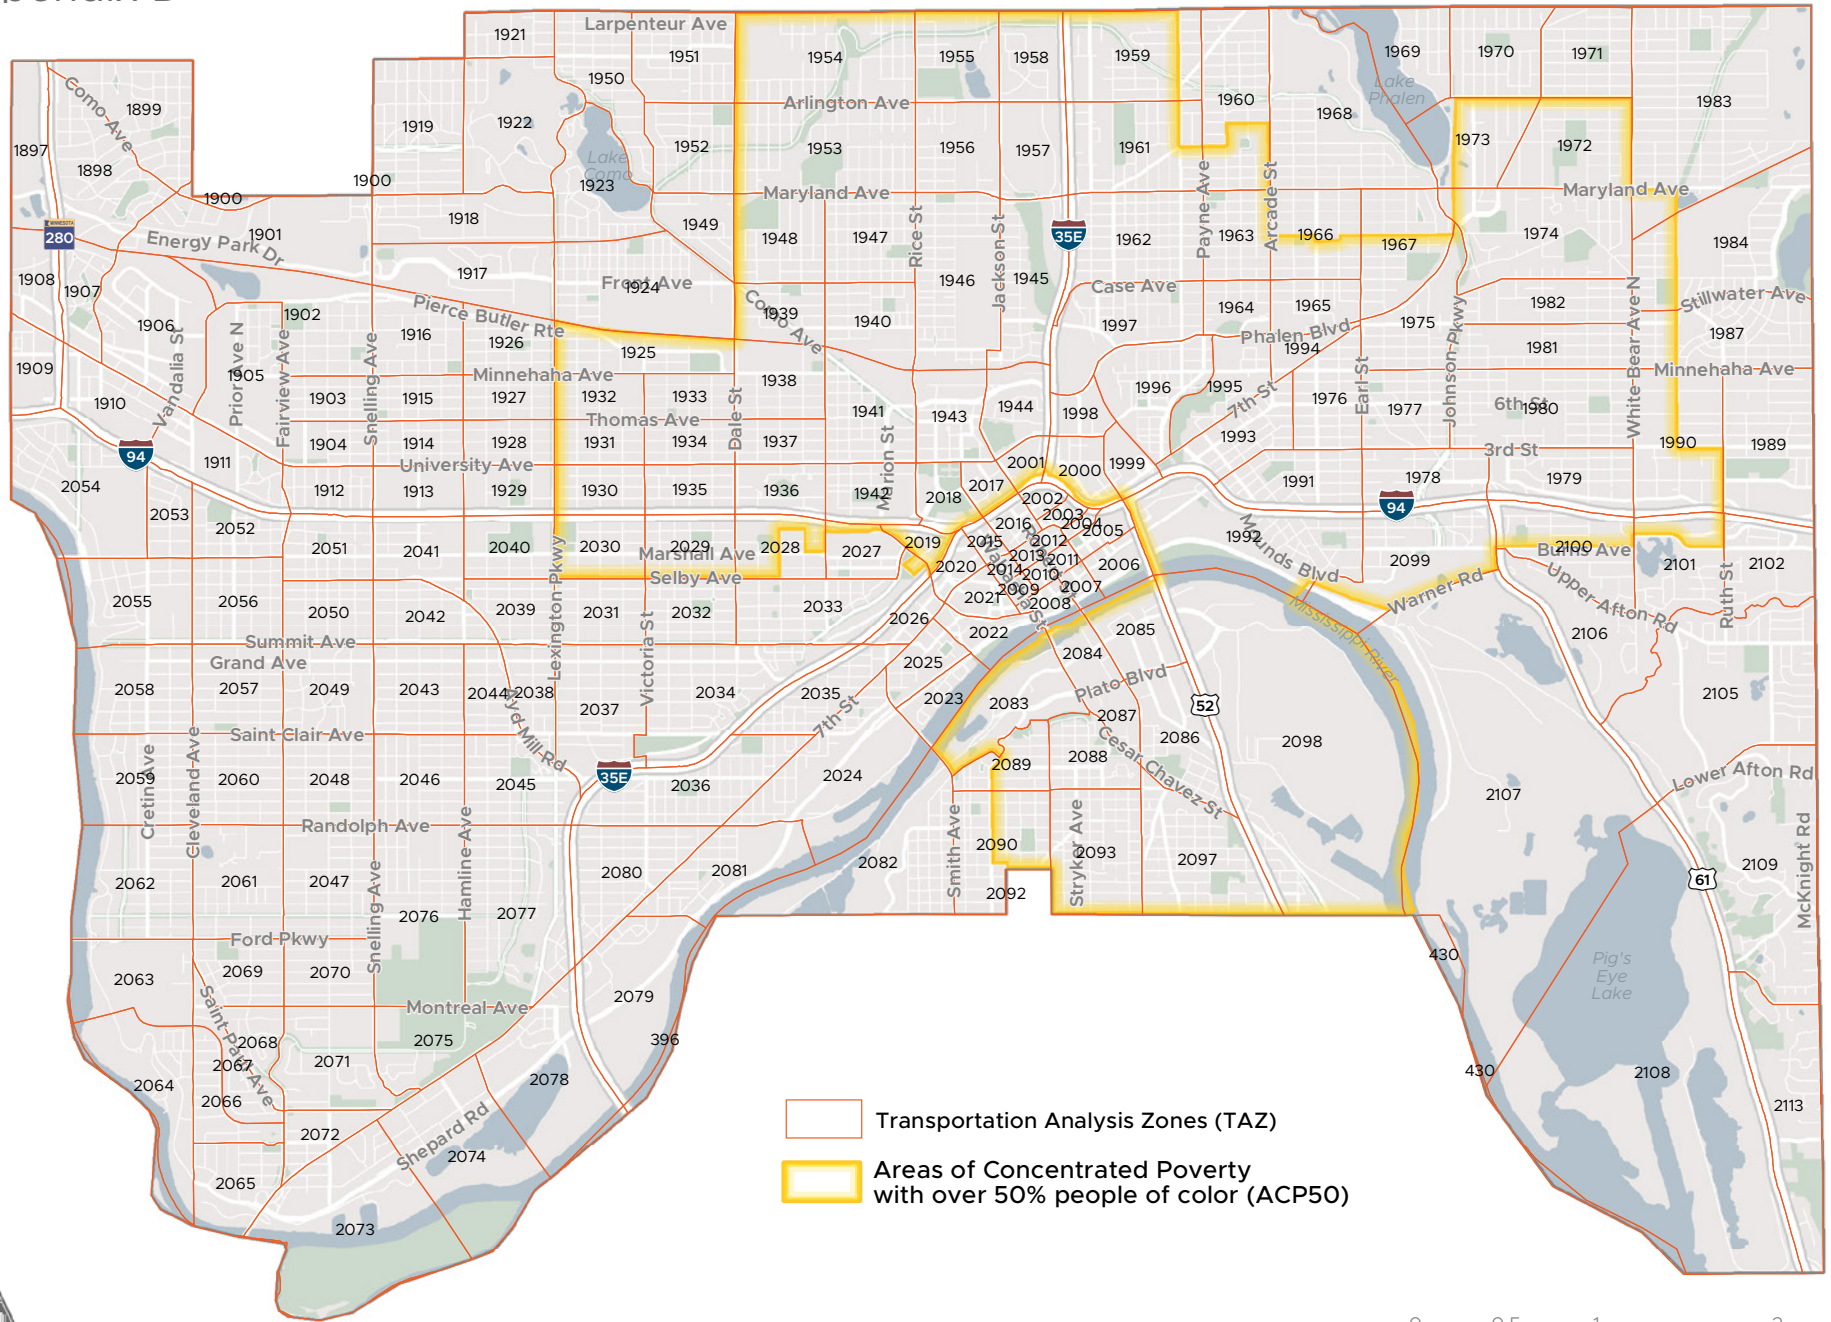 Larpenteur Ave
1921
1951
1954
1955
1958
1959
1969
1970
1971
1950
Lake Phalen
1899
Como Ave
Arlington Ave
1960
1983
1919
1922
1968
1897
1898
1952
1953
1956
1957
1961
1973
1972
Lake Como
1900
1923
Maryland Ave
Maryland Ave
1900
1918
1949
1901
Energy Park Dr
MINNESOTA
280
1948
1947
Rice St
Jackson St
35E
1962
Payne Ave
1963
Arcade St
1966
1967
1974
1984
1908
1907
1917
Front Ave
1924
1946
1945
Case Ave
Stillwater Ave
1982
1906
Vandalia St
1902
Pierce Butler Rte
Como Ave
1939
1940
1964
1965
1975
1987
1916
1926
1925
1997
Phalen Blvd
1994
1981
1909
Prior Ave N
1905
Fairview Ave
Snelling Ave
Minnehaha Ave
1938
Minnehaha Ave
1910
1903
1915
1927
1932
1933
Dale St
1941
1943
1944
1998
1996
1995
7th St
1976
Earl St
1977
Johnson Pkwy
6th St
1980
White Bear Ave N
Thomas Ave
1904
1914
1928
1931
1934
1937
1993
1990
1989
94
1911
University Ave
3rd St
2001
2000
1999
2054
1912
1913
1929
1930
1935
1936
1942
Marion St
2018
2017
2002
1991
1978
1979
94
2053
2052
2016
2003
2004
2005
1992
Munds Blvd
2051
2041
2040
2030
Marshall Ave
2029
2028
2027
2019
2015
2012
2013
2011
2006
2099
Burns Ave
2100
2101
2102
Selby Ave
2020
2014
2010
2009
2007
2008
Warner Rd
Upper Afton Rd
2055
2056
2050
2042
2039
Lexington Pkwy
2031
2032
2033
2021
Mississippi River
2026
2022
2085
2106
Ruth St
Summit Ave
Grand Ave
2084
2025
2058
2057
2049
2043
2044
2038
Victoria St
2034
2035
2023
2083
Plato Blvd
2105
2037
7th St
2087
52
Saint Clair Ave
Ayd Mill Rd
2086
2098
Cretin Ave
Cleveland Ave
2059
2060
2048
2046
2045
35E
2036
2024
2089
2088
Cesar Chavez St
Lower Afton Rd
2107
Randolph Ave
Hamline Ave
Smith Ave
2090
Stryker Ave
2093
2097
2109
McKnight Rd
2062
2061
2047
2080
2081
2082
2092
61
Snelling Ave
2076
2077
Ford Pkwy
430
Pig's
Eye
Lake
2063
2069
2070
2079
Saint Paul Ave
Montreal Ave
2068
2067
2071
2075
396
2064
2066
2078
430
2108
2113
2072
Shepard Rd
2074
2065
2073
Transportation Analysis Zones (TAZ)
Areas of Concentrated Poverty
with over 50% people of color (ACP50)